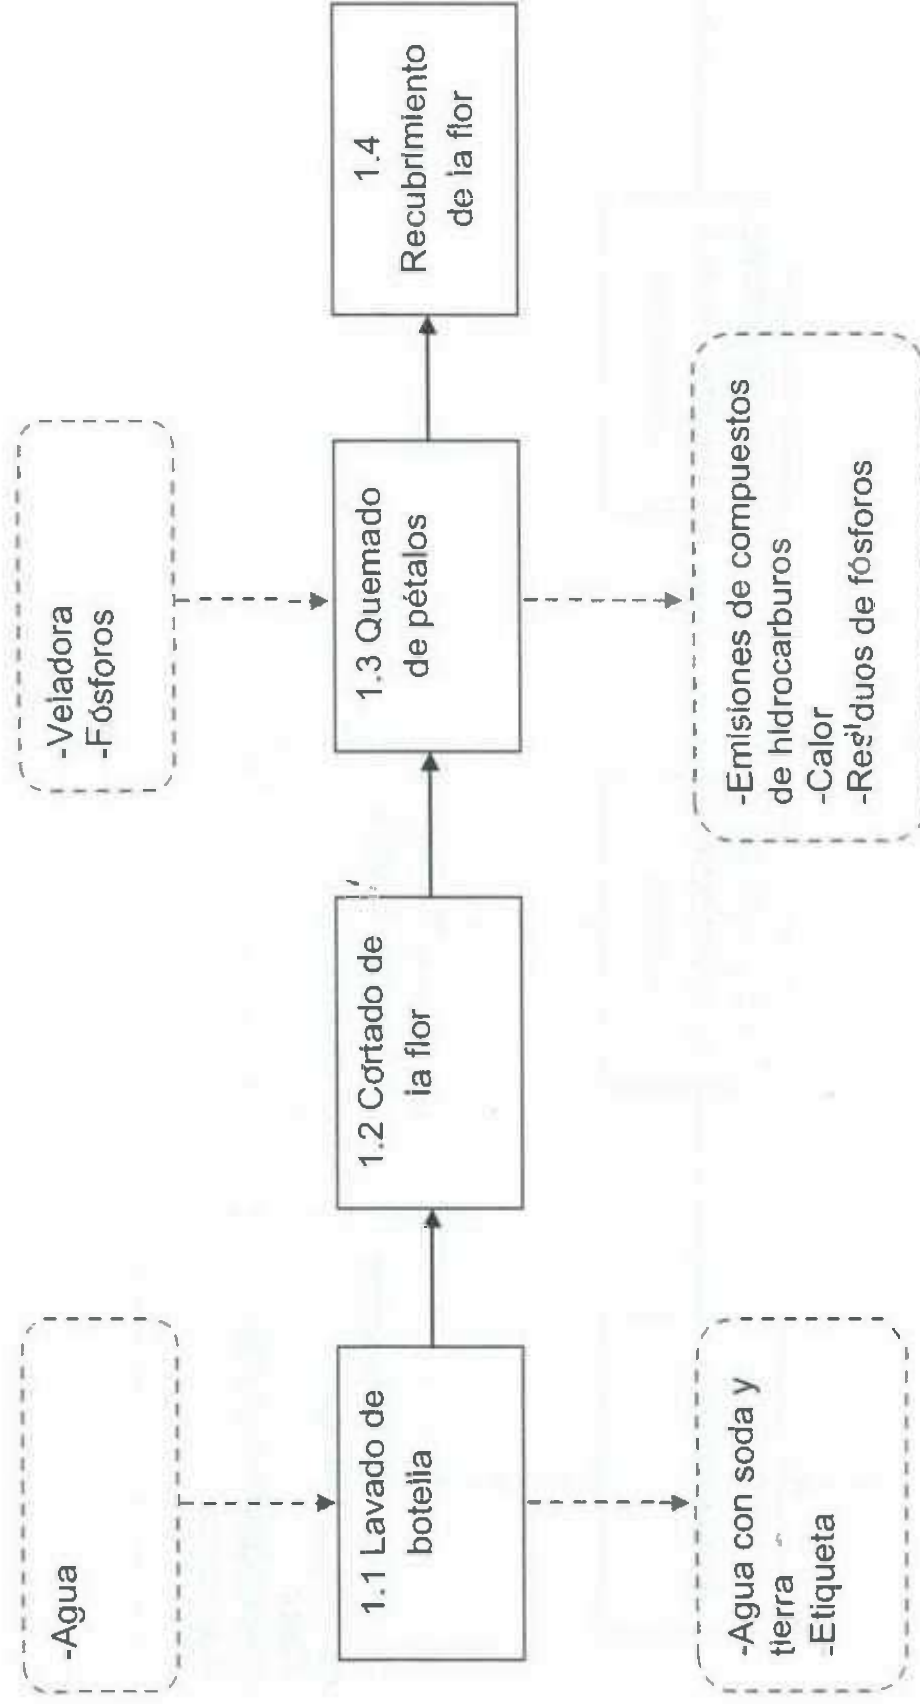 -Agua
-Veladora
-Fósforos
1.1 Lavado de
botella
1.2 Cortado de
la flor
1.3 Quemado
de pétalos
1.4
Recubrimiento
de la flor
-Agua con soda y
tierra
-Etiqueta
-Emisiones de compuestos
de hidrocarburos
-Calor
-Residuos de fósforos